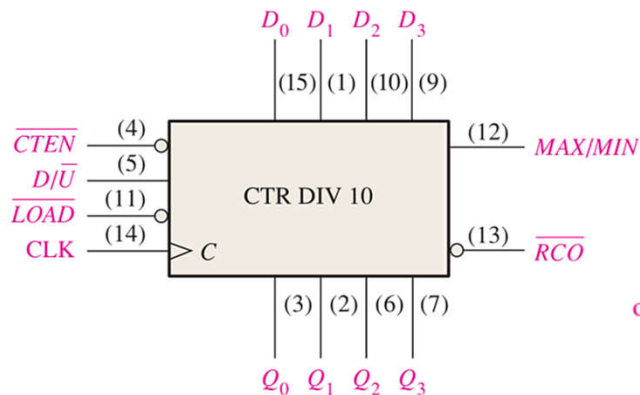 D0 D1 D2 D3
(15) (1) (10) (9)
CTEN (4)
(12) MAX/MIN
D/U (5)
CTR DIV 10
LOAD (11)
CLK (14) C
(13) RCO
(3) (2) (6) (7)
Q0 Q1 Q2 Q3